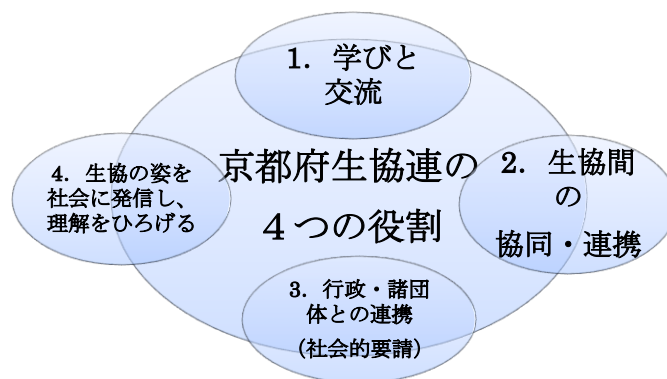 1. 学びと
交流
京都府生協連の
４つの役割
2. 生協間
の
協同・連携
3. 行政・諸団
体との連携
（社会的要請）
4. 生協の姿を
社会に発信し、
理解をひろげる